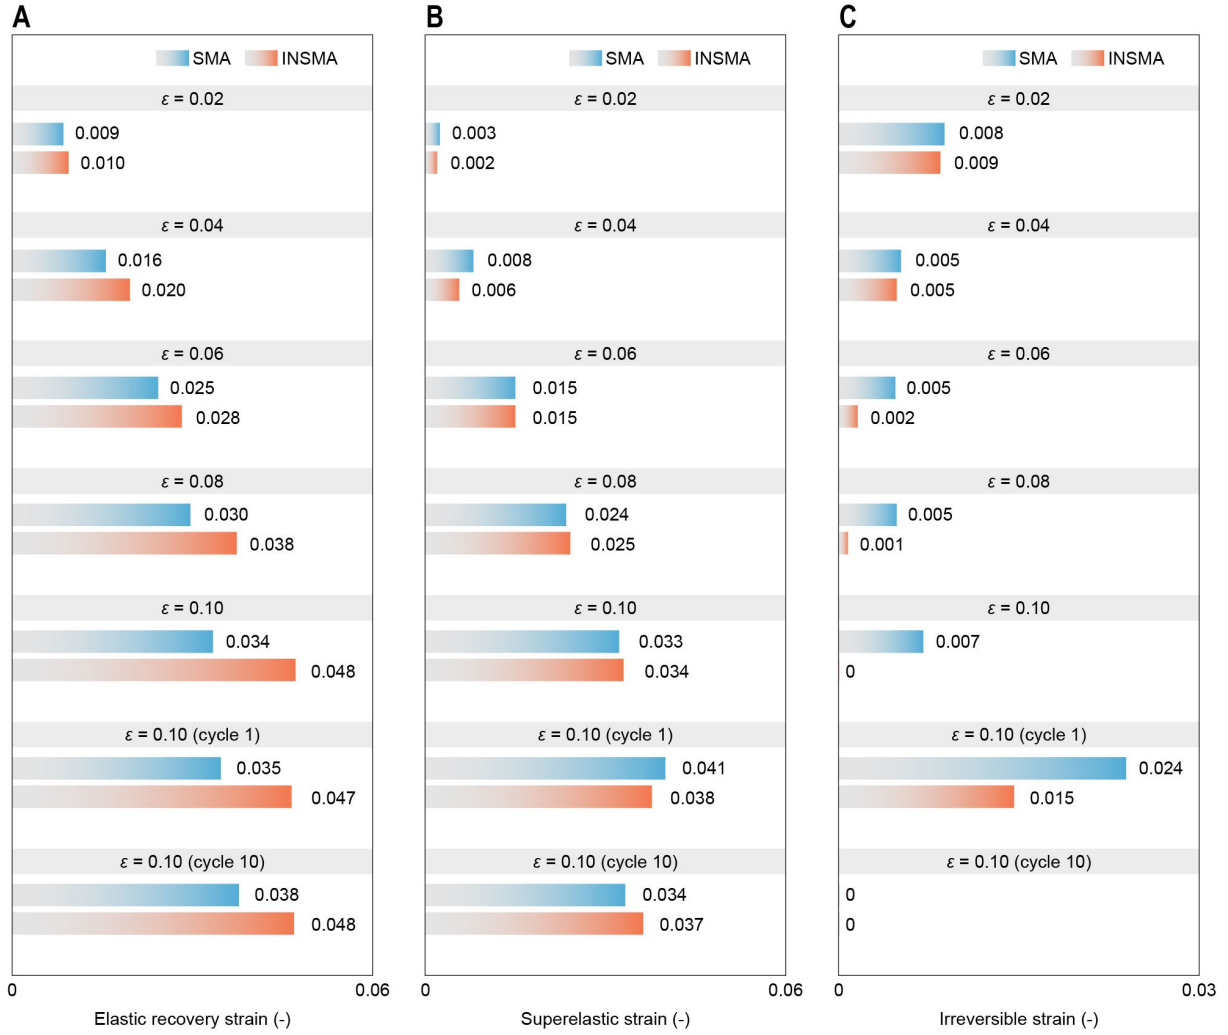 A
SMA INSMA
ε = 0.02
0.009
0.010
ε = 0.04
0.016
0.020
ε = 0.06
0.025
0.028
ε = 0.08
0.030
0.038
ε = 0.10
0.034
0.048
ε = 0.10 (cycle 1)
0.035
0.047
ε = 0.10 (cycle 10)
0.038
0.048
0 0.06
Elastic recovery strain (-)
B
SMA INSMA
ε = 0.02
0.003
0.002
ε = 0.04
0.008
0.006
ε = 0.06
0.015
0.015
ε = 0.08
0.024
0.025
ε = 0.10
0.033
0.034
ε = 0.10 (cycle 1)
0.041
0.038
ε = 0.10 (cycle 10)
0.034
0.037
0 0.06
Superelastic strain (-)
C
SMA INSMA
ε = 0.02
0.008
0.009
ε = 0.04
0.005
0.005
ε = 0.06
0.005
0.002
ε = 0.08
0.005
0.001
ε = 0.10
0.007
0
ε = 0.10 (cycle 1)
0.024
0.015
ε = 0.10 (cycle 10)
0
0
0 0.03
Irreversible strain (-)